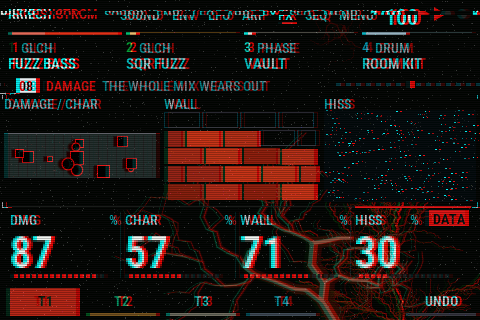 SOUND ENV LFO ARP FX SEQ MENU
1 GLCH 2 GLCH 3 PHASE 4 DRUM
FUZZ BASS SQR FUZZ VAULT ROOM KIT
08 DAMAGE THE WHOLE MIX WEARS OUT
DAMAGE // CHAR WALL HISS
DMG % CHAR % WALL % HISS % DATA
87 57 71 30
T1 T2 T3 T4 UNDO